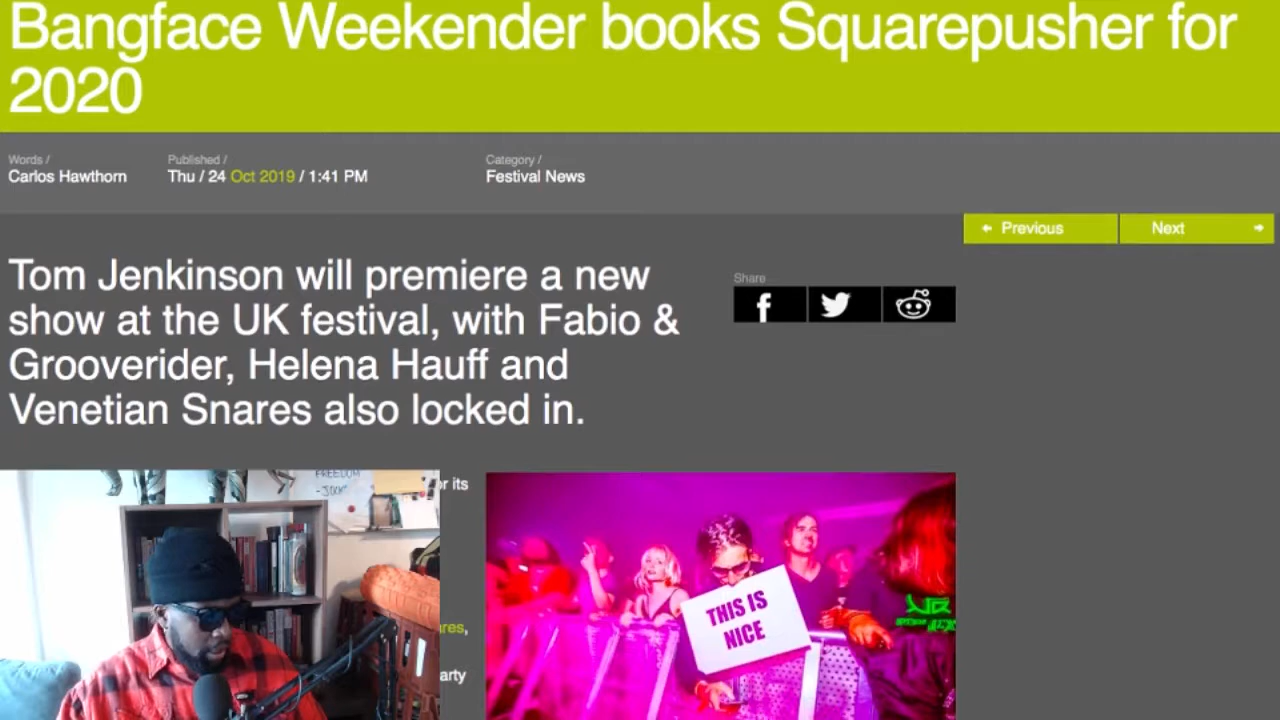 Bangface Weekender books Squarepusher for
2020
Words /
Carlos Hawthorn
Published /
Thu / 24 Oct 2019 / 1:41 PM
Category /
Festival News
Previous
Next
Tom Jenkinson will premiere a new
show at the UK festival, with Fabio &
Grooverider, Helena Hauff and
Venetian Snares also locked in.
Share
FREEDOM
its
THIS IS
NICE